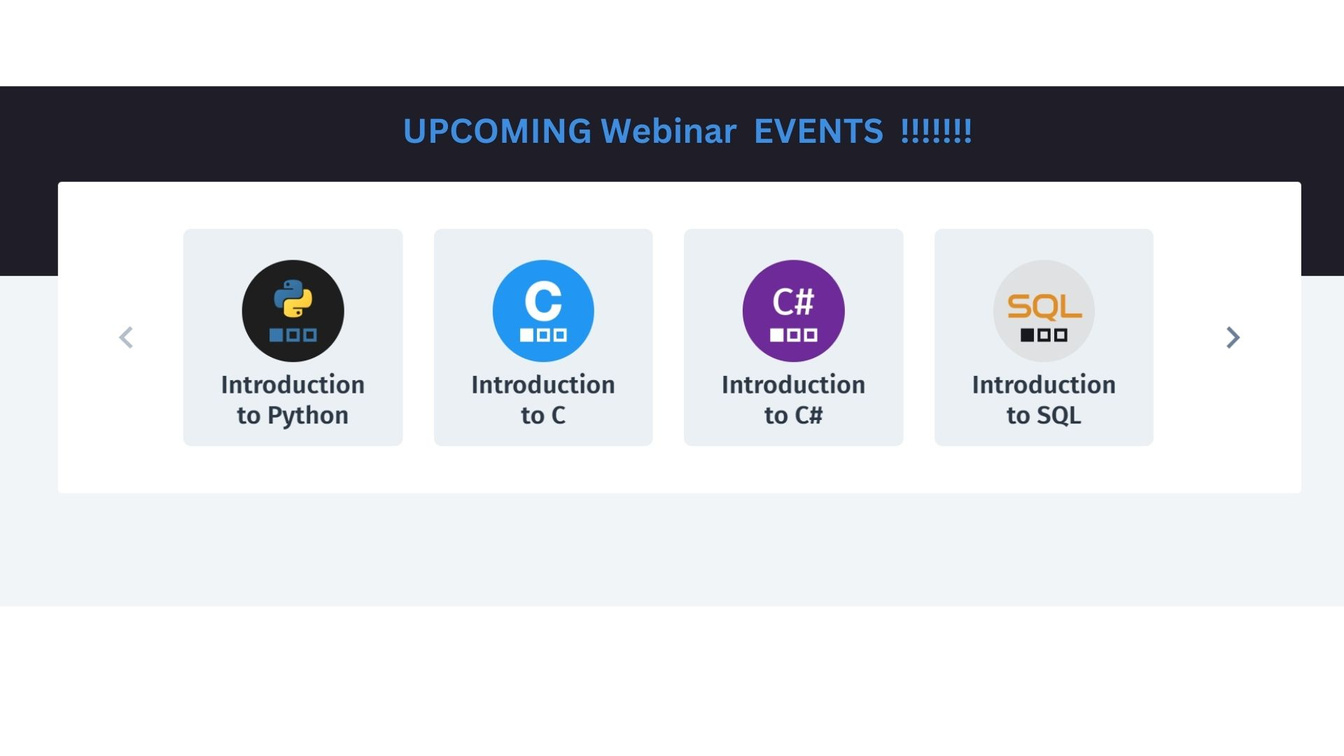 UPCOMING Webinar  EVENTS  !!!!!!!
C
C#
SQL
Introduction
to Python
Introduction
to C
Introduction
to C#
Introduction
to SQL